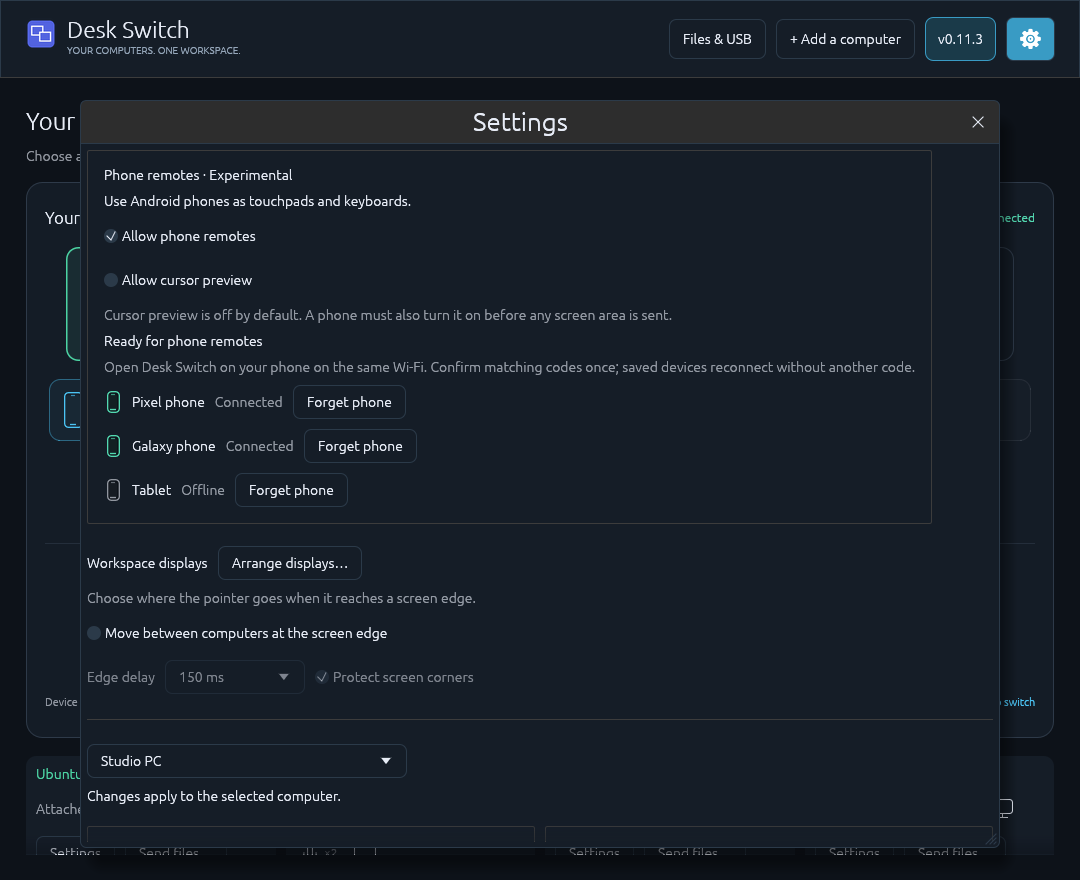 Desk Switch
YOUR COMPUTERS. ONE WORKSPACE.
Files & USB
+ Add a computer
v0.11.3
Your
Choose
Your
Settings
Phone remotes · Experimental
Use Android phones as touchpads and keyboards.
Allow phone remotes
Allow cursor preview
Cursor preview is off by default. A phone must also turn it on before any screen area is sent.
Ready for phone remotes
Open Desk Switch on your phone on the same Wi-Fi. Confirm matching codes once; saved devices reconnect without another code.
Pixel phone Connected Forget phone
Galaxy phone Connected Forget phone
Tablet Offline Forget phone
Workspace displays Arrange displays...
Choose where the pointer goes when it reaches a screen edge.
Move between computers at the screen edge
Edge delay 150 ms Protect screen corners
Device
switch
Studio PC
Changes apply to the selected computer.
Settings Send files x2 Settings Send files Settings Send files